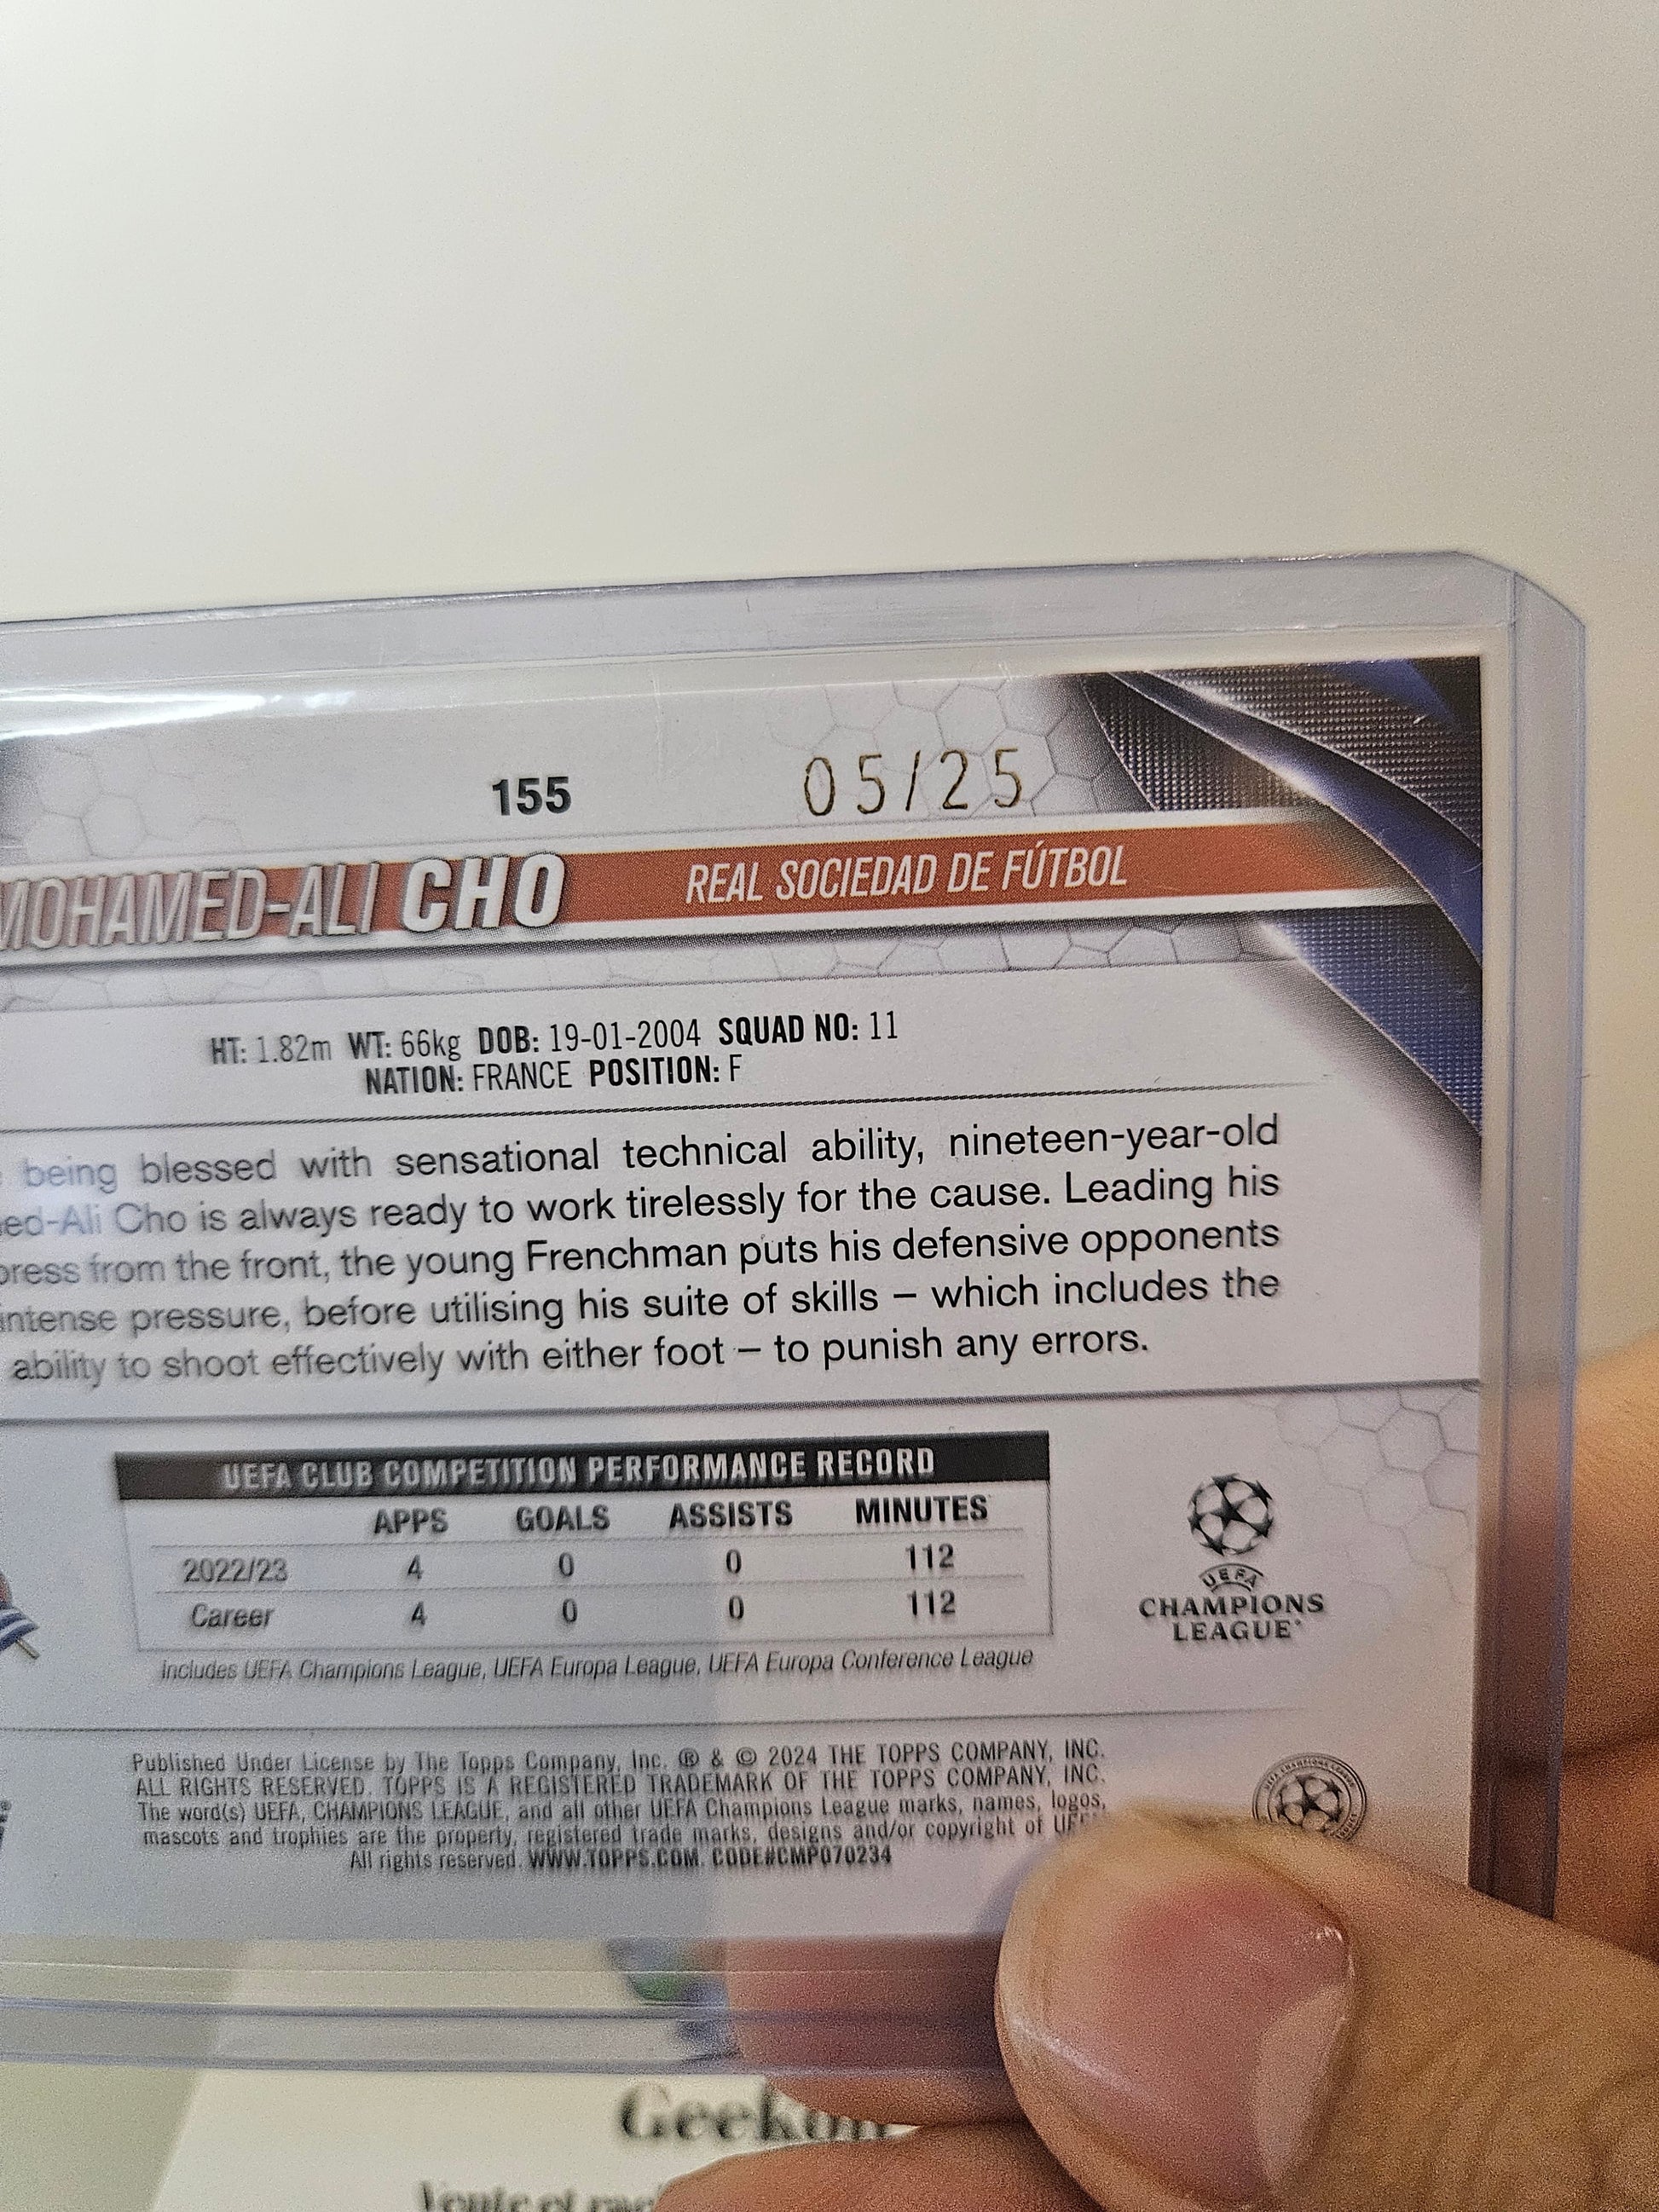 155 05/25
MOHAMED-ALI CHO REAL SOCIEDAD DE FÚTBOL
HT: 1.82m WT: 66kg DOB: 19-01-2004 SQUAD NO: 11
NATION: FRANCE POSITION: F
being blessed with sensational technical ability, nineteen-year-old
ed-Ali Cho is always ready to work tirelessly for the cause. Leading his
press from the front, the young Frenchman puts his defensive opponents
intense pressure, before utilising his suite of skills – which includes the
ability to shoot effectively with either foot – to punish any errors.
UEFA CLUB COMPETITION PERFORMANCE RECORD
APPS GOALS ASSISTS MINUTES
2022/23 4 0 0 112
Career 4 0 0 112
Includes UEFA Champions League, UEFA Europa League, UEFA Europa Conference League
UEFA
CHAMPIONS
LEAGUE
Published Under License by The Topps Company, Inc. ® & © 2024 THE TOPPS COMPANY, INC.
ALL RIGHTS RESERVED. TOPPS IS A REGISTERED TRADEMARK OF THE TOPPS COMPANY, INC.
The word(s) UEFA, CHAMPIONS LEAGUE, and all other UEFA Champions League marks, names, logos,
mascots and trophies are the property, registered trade marks, designs and/or copyright of UEF
All rights reserved. WWW.TOPPS.COM. CODE#CMP070234